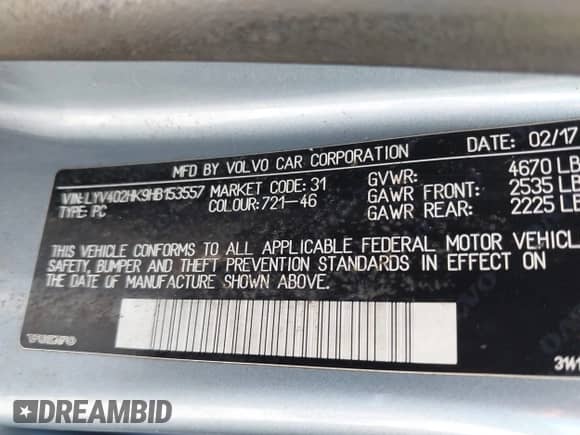 MFD BY VOLVO CAR CORPORATION DATE: 02/17
VIN:LYV402HK9HB153557 MARKET CODE: 31 GVWR: 4670 LB
TYPE: PC COLOUR:721-46 GAWR FRONT: 2535 LB
GAWR REAR: 2225 LB
THIS VEHICLE CONFORMS TO ALL APPLICABLE FEDERAL MOTOR VEHICL
SAFETY, BUMPER AND THEFT PREVENTION STANDARDS IN EFFECT ON
THE DATE OF MANUFACTURE SHOWN ABOVE.
VOLVO
3141
DREAMBID